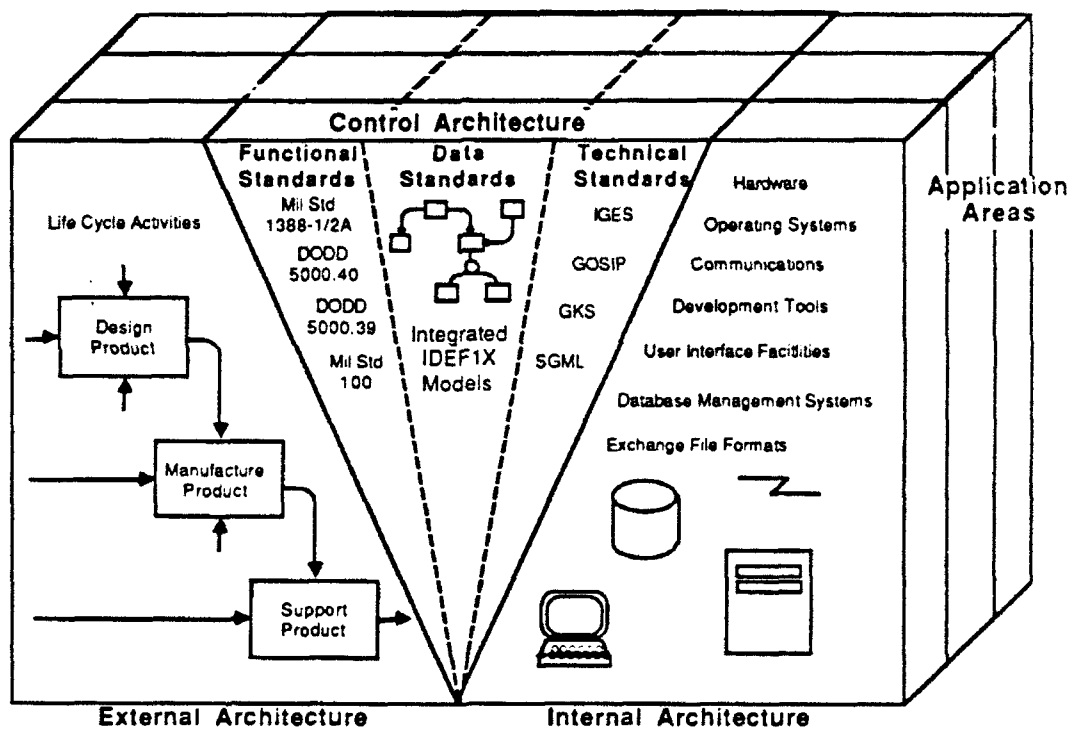 Control Architecture
Functional
Standards
Mil Std
1388-1/2A
DODD
5000.40
DODD
5000.39
Mil Std
100
Data
Standards
Integrated
IDEF1X
Models
Technical
Standards
IGES
GOSIP
GKS
SGML
Life Cycle Activities
Design
Product
Manufacture
Product
Support
Product
Hardware
Operating Systems
Communications
Development Tools
User Interface Facilities
Database Management Systems
Exchange File Formats
Application
Areas
External Architecture
Internal Architecture